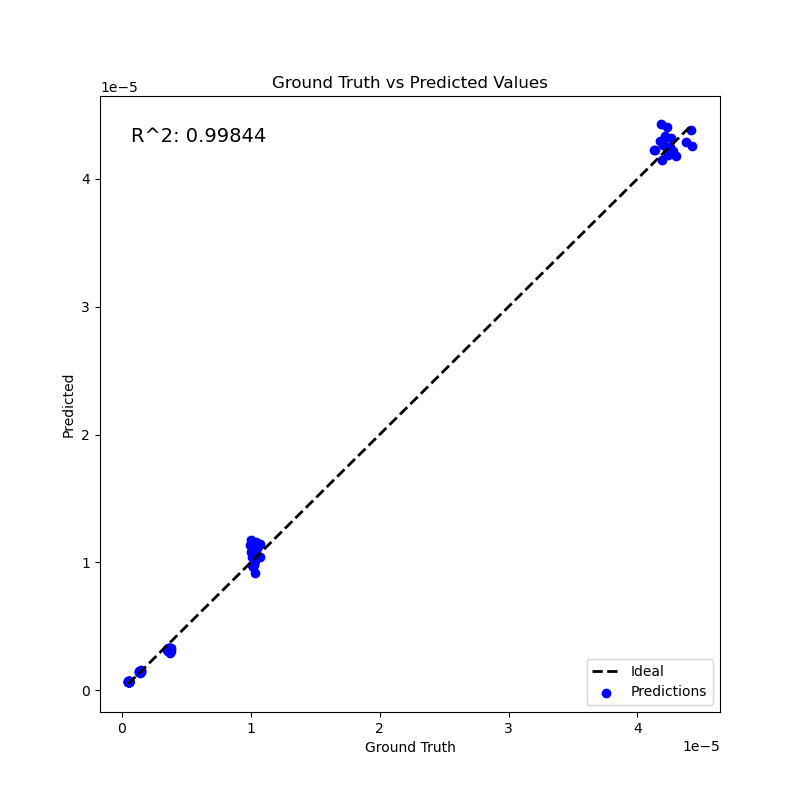 Ground Truth vs Predicted Values
1e−5
R^2: 0.99844
4
3
2
1
0
Predicted
Ideal
Predictions
0 1 2 3 4
Ground Truth
1e−5